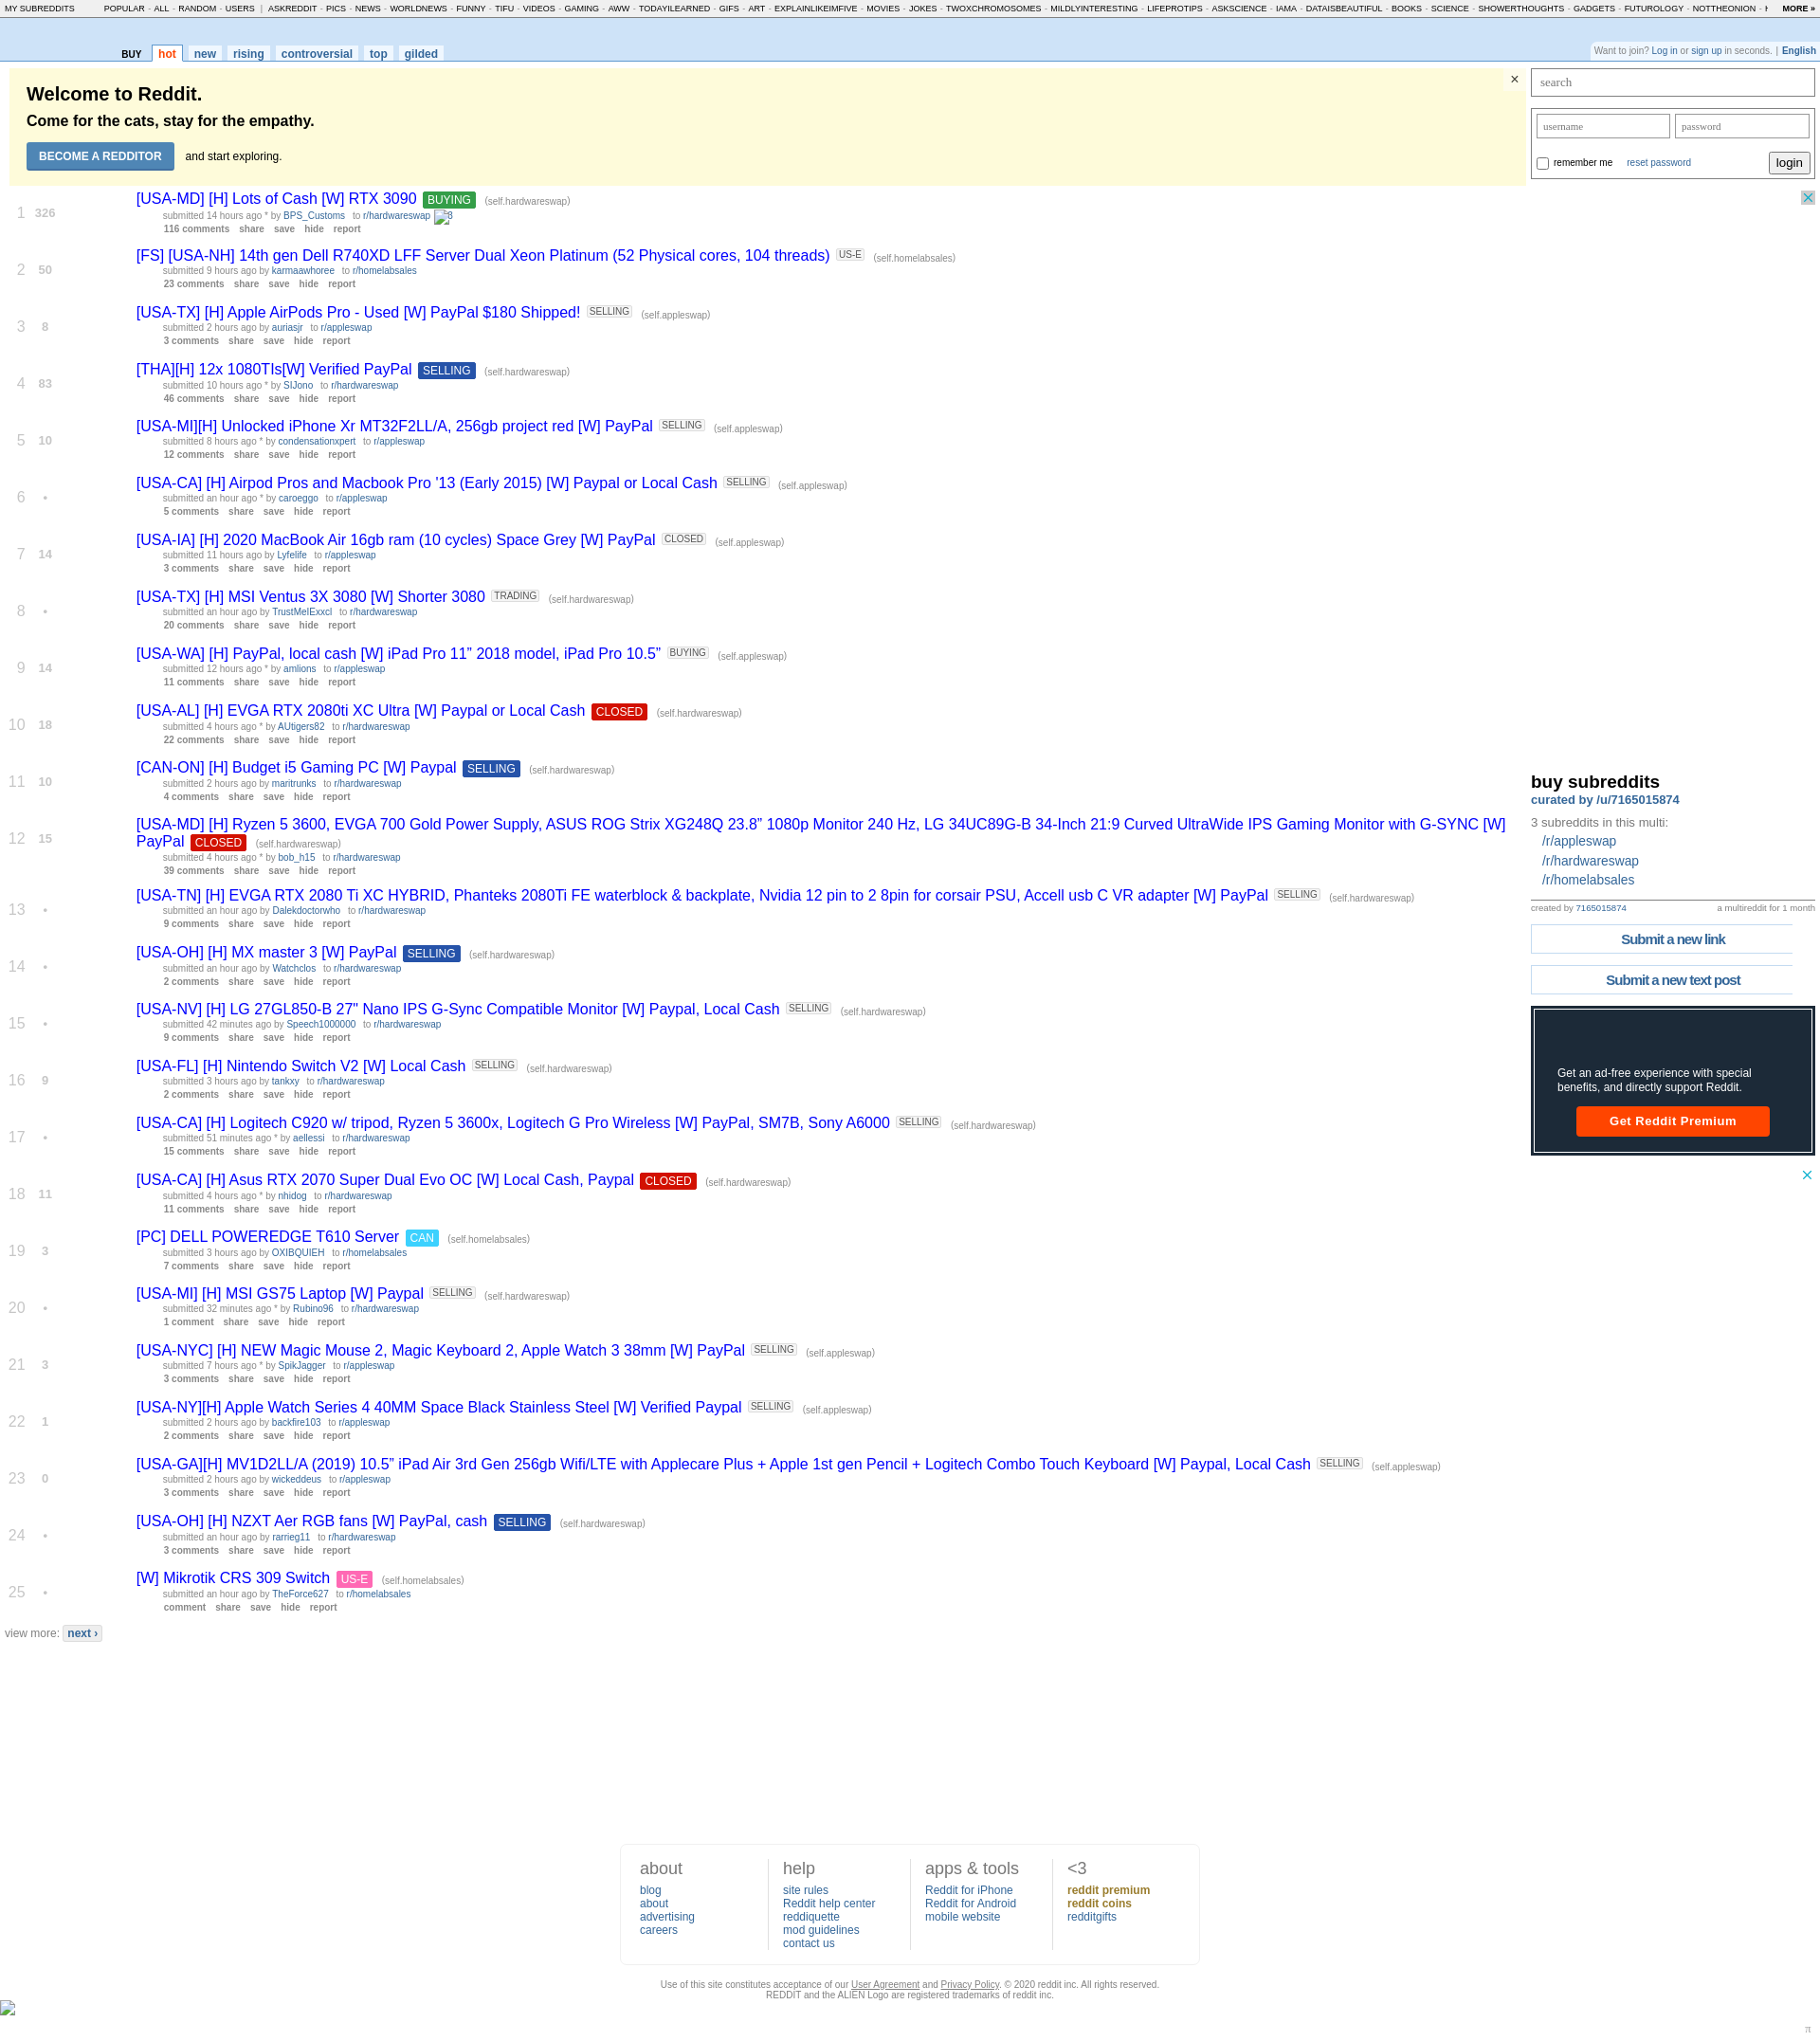 MY SUBREDDITS POPULAR - ALL - RANDOM - USERS | ASKREDDIT - PICS - NEWS - WORLDNEWS - FUNNY - TIFU - VIDEOS - GAMING - AWW - TODAYILEARNED - GIFS - ART - EXPLAINLIKEIMFIVE - MOVIES - JOKES - TWOXCHROMOSOMES - MILDLYINTERESTING - LIFEPROTIPS - ASKSCIENCE - IAMA - DATAISBEAUTIFUL - BOOKS - SCIENCE - SHOWERTHOUGHTS - GADGETS - FUTUROLOGY - NOTTHEONION - MORE »
BUY hot new rising controversial top gilded
Want to join? Log in or sign up in seconds. | English
Welcome to Reddit.
Come for the cats, stay for the empathy.
BECOME A REDDITOR and start exploring.
×
search
username password
remember me reset password login
1 326 [USA-MD] [H] Lots of Cash [W] RTX 3090 BUYING (self.hardwareswap)
submitted 14 hours ago * by BPS_Customs to r/hardwareswap 8
116 comments share save hide report
2 50 [FS] [USA-NH] 14th gen Dell R740XD LFF Server Dual Xeon Platinum (52 Physical cores, 104 threads) US-E (self.homelabsales)
submitted 9 hours ago by karmaawhoree to r/homelabsales
23 comments share save hide report
3 8 [USA-TX] [H] Apple AirPods Pro - Used [W] PayPal $180 Shipped! SELLING (self.appleswap)
submitted 2 hours ago by auriasjr to r/appleswap
3 comments share save hide report
4 83 [THA][H] 12x 1080TIs[W] Verified PayPal SELLING (self.hardwareswap)
submitted 10 hours ago * by SIJono to r/hardwareswap
46 comments share save hide report
5 10 [USA-MI][H] Unlocked iPhone Xr MT32F2LL/A, 256gb project red [W] PayPal SELLING (self.appleswap)
submitted 8 hours ago * by condensationxpert to r/appleswap
12 comments share save hide report
6 • [USA-CA] [H] Airpod Pros and Macbook Pro '13 (Early 2015) [W] Paypal or Local Cash SELLING (self.appleswap)
submitted an hour ago * by caroeggo to r/appleswap
5 comments share save hide report
7 14 [USA-IA] [H] 2020 MacBook Air 16gb ram (10 cycles) Space Grey [W] PayPal CLOSED (self.appleswap)
submitted 11 hours ago by Lyfelife to r/appleswap
3 comments share save hide report
8 • [USA-TX] [H] MSI Ventus 3X 3080 [W] Shorter 3080 TRADING (self.hardwareswap)
submitted an hour ago by TrustMeIExxcl to r/hardwareswap
20 comments share save hide report
9 14 [USA-WA] [H] PayPal, local cash [W] iPad Pro 11” 2018 model, iPad Pro 10.5” BUYING (self.appleswap)
submitted 12 hours ago * by amlions to r/appleswap
11 comments share save hide report
10 18 [USA-AL] [H] EVGA RTX 2080ti XC Ultra [W] Paypal or Local Cash CLOSED (self.hardwareswap)
submitted 4 hours ago * by AUtigers82 to r/hardwareswap
22 comments share save hide report
11 10 [CAN-ON] [H] Budget i5 Gaming PC [W] Paypal SELLING (self.hardwareswap)
submitted 2 hours ago by maritrunks to r/hardwareswap
4 comments share save hide report
12 15 [USA-MD] [H] Ryzen 5 3600, EVGA 700 Gold Power Supply, ASUS ROG Strix XG248Q 23.8” 1080p Monitor 240 Hz, LG 34UC89G-B 34-Inch 21:9 Curved UltraWide IPS Gaming Monitor with G-SYNC [W]
PayPal CLOSED (self.hardwareswap)
submitted 4 hours ago * by bob_h15 to r/hardwareswap
39 comments share save hide report
13 • [USA-TN] [H] EVGA RTX 2080 Ti XC HYBRID, Phanteks 2080Ti FE waterblock & backplate, Nvidia 12 pin to 2 8pin for corsair PSU, Accell usb C VR adapter [W] PayPal SELLING (self.hardwareswap)
submitted an hour ago by Dalekdoctorwho to r/hardwareswap
9 comments share save hide report
14 • [USA-OH] [H] MX master 3 [W] PayPal SELLING (self.hardwareswap)
submitted an hour ago by Watchclos to r/hardwareswap
2 comments share save hide report
15 • [USA-NV] [H] LG 27GL850-B 27" Nano IPS G-Sync Compatible Monitor [W] Paypal, Local Cash SELLING (self.hardwareswap)
submitted 42 minutes ago by Speech1000000 to r/hardwareswap
9 comments share save hide report
16 9 [USA-FL] [H] Nintendo Switch V2 [W] Local Cash SELLING (self.hardwareswap)
submitted 3 hours ago by tankxy to r/hardwareswap
2 comments share save hide report
17 • [USA-CA] [H] Logitech C920 w/ tripod, Ryzen 5 3600x, Logitech G Pro Wireless [W] PayPal, SM7B, Sony A6000 SELLING (self.hardwareswap)
submitted 51 minutes ago * by aellessi to r/hardwareswap
15 comments share save hide report
18 11 [USA-CA] [H] Asus RTX 2070 Super Dual Evo OC [W] Local Cash, Paypal CLOSED (self.hardwareswap)
submitted 4 hours ago * by nhidog to r/hardwareswap
11 comments share save hide report
19 3 [PC] DELL POWEREDGE T610 Server CAN (self.homelabsales)
submitted 3 hours ago by OXIBQUIEH to r/homelabsales
7 comments share save hide report
20 • [USA-MI] [H] MSI GS75 Laptop [W] Paypal SELLING (self.hardwareswap)
submitted 32 minutes ago * by Rubino96 to r/hardwareswap
1 comment share save hide report
21 3 [USA-NYC] [H] NEW Magic Mouse 2, Magic Keyboard 2, Apple Watch 3 38mm [W] PayPal SELLING (self.appleswap)
submitted 7 hours ago * by SpikJagger to r/appleswap
3 comments share save hide report
22 1 [USA-NY][H] Apple Watch Series 4 40MM Space Black Stainless Steel [W] Verified Paypal SELLING (self.appleswap)
submitted 2 hours ago by backfire103 to r/appleswap
2 comments share save hide report
23 0 [USA-GA][H] MV1D2LL/A (2019) 10.5” iPad Air 3rd Gen 256gb Wifi/LTE with Applecare Plus + Apple 1st gen Pencil + Logitech Combo Touch Keyboard [W] Paypal, Local Cash SELLING (self.appleswap)
submitted 2 hours ago by wickeddeus to r/appleswap
3 comments share save hide report
24 • [USA-OH] [H] NZXT Aer RGB fans [W] PayPal, cash SELLING (self.hardwareswap)
submitted an hour ago by rarrieg11 to r/hardwareswap
3 comments share save hide report
25 • [W] Mikrotik CRS 309 Switch US-E (self.homelabsales)
submitted an hour ago by TheForce627 to r/homelabsales
comment share save hide report
view more: next ›
buy subreddits
curated by /u/7165015874
3 subreddits in this multi:
/r/appleswap
/r/hardwareswap
/r/homelabsales
created by 7165015874 a multireddit for 1 month
Submit a new link
Submit a new text post
Get an ad-free experience with special
benefits, and directly support Reddit.
Get Reddit Premium
about
blog
about
advertising
careers
help
site rules
Reddit help center
reddiquette
mod guidelines
contact us
apps & tools
Reddit for iPhone
Reddit for Android
mobile website
<3
reddit premium
reddit coins
redditgifts
Use of this site constitutes acceptance of our User Agreement and Privacy Policy. © 2020 reddit inc. All rights reserved.
REDDIT and the ALIEN Logo are registered trademarks of reddit inc.
π